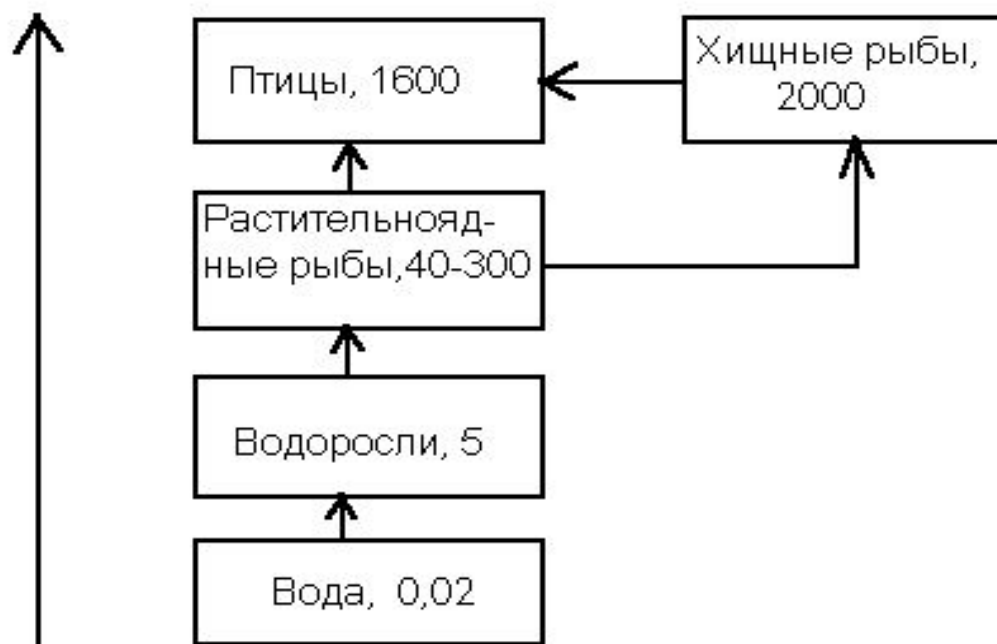 Птицы, 1600
Хищные рыбы,
2000
Растительнояд-
ные рыбы,40-300
Водоросли, 5
Вода, 0,02